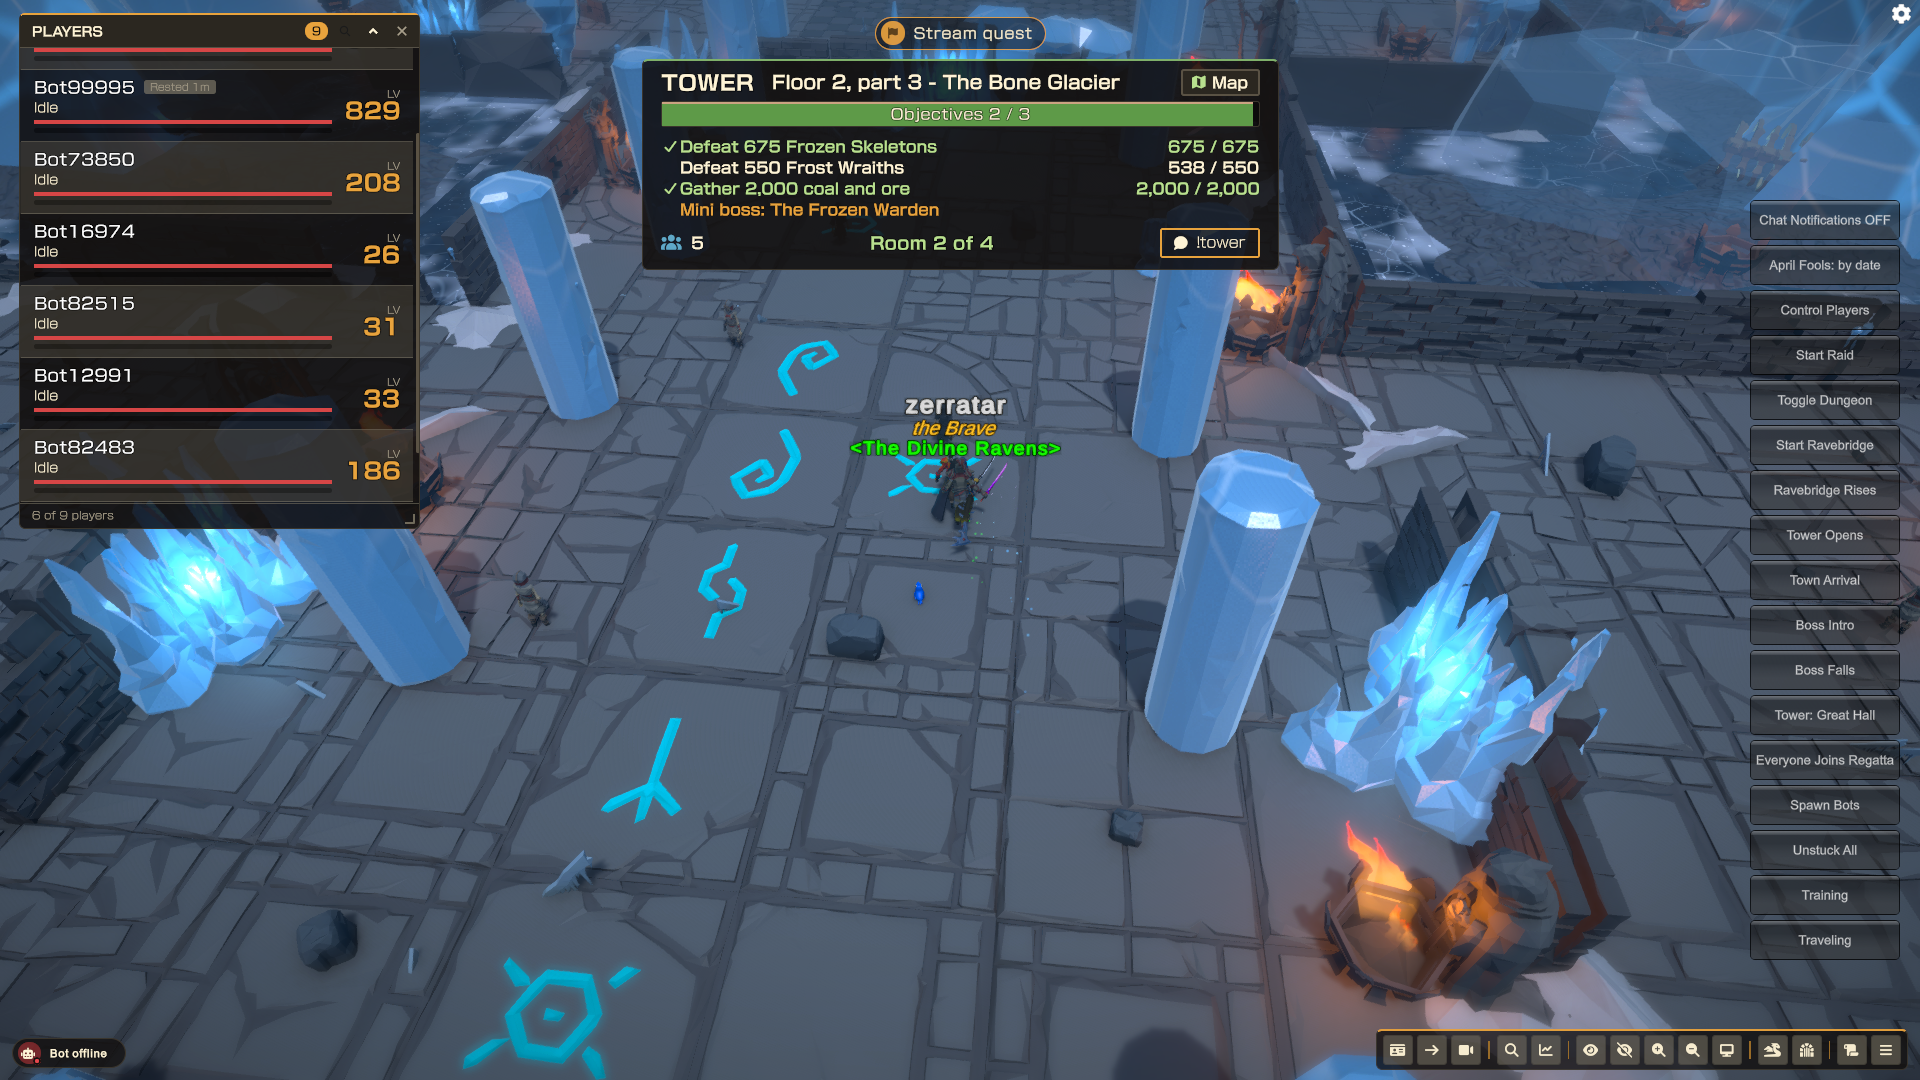 PLAYERS
9
Bot99995 Rested 1m
Idle
LV
829
Bot73850
Idle
LV
208
Bot16974
Idle
LV
26
Bot82515
Idle
LV
31
Bot12991
Idle
LV
33
Bot82483
Idle
LV
186
6 of 9 players
Stream quest
TOWER Floor 2, part 3 - The Bone Glacier
Map
Objectives 2 / 3
Defeat 675 Frozen Skeletons 675 / 675
Defeat 550 Frost Wraiths 538 / 550
Gather 2,000 coal and ore 2,000 / 2,000
Mini boss: The Frozen Warden
5
Room 2 of 4
!tower
zerratar
the Brave
<The Divine Ravens>
Chat Notifications OFF
April Fools: by date
Control Players
Start Raid
Toggle Dungeon
Start Ravebridge
Ravebridge Rises
Tower Opens
Town Arrival
Boss Intro
Boss Falls
Tower: Great Hall
Everyone Joins Regatta
Spawn Bots
Unstuck All
Training
Traveling
Bot offline